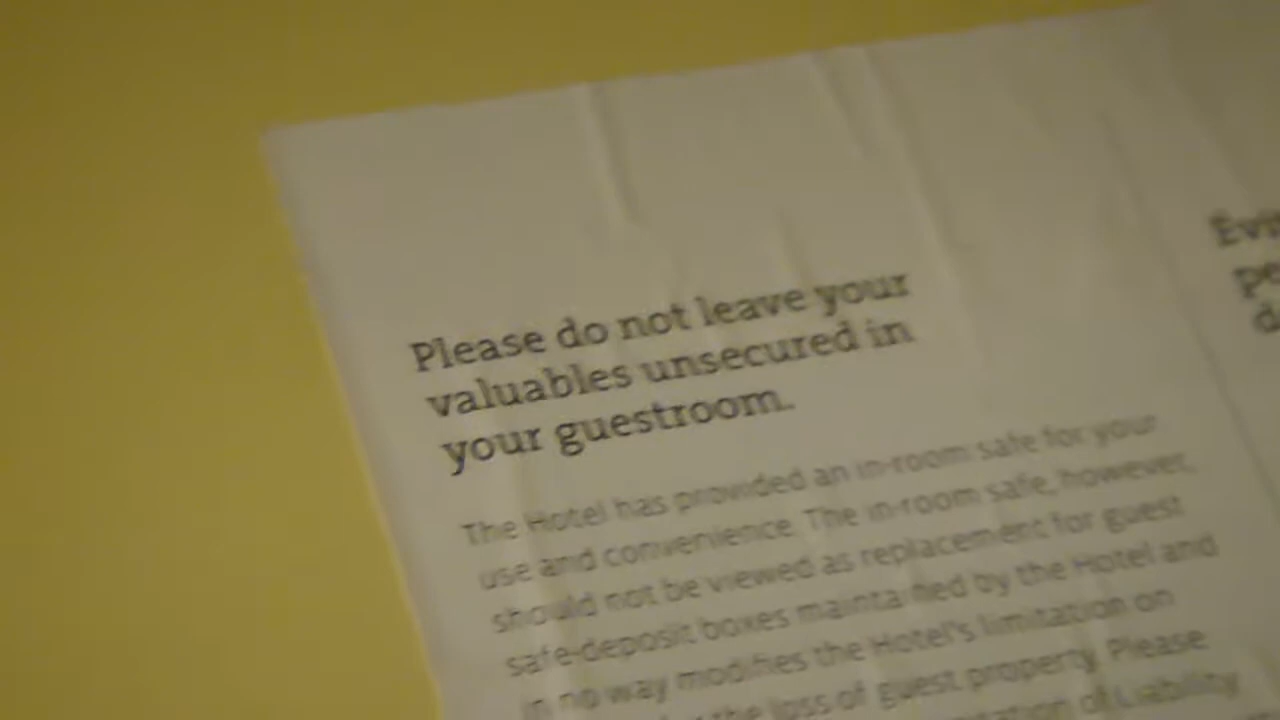 Please do not leave your
valuables unsecured in
your guestroom.
The Hotel has provided an in-room safe for your
use and convenience. The in-room safe, however,
should not be viewed as replacement for guest
safe-deposit boxes maintained by the Hotel and
in no way modifies the Hotel's limitation on
the loss of guest property. Please
of Liability